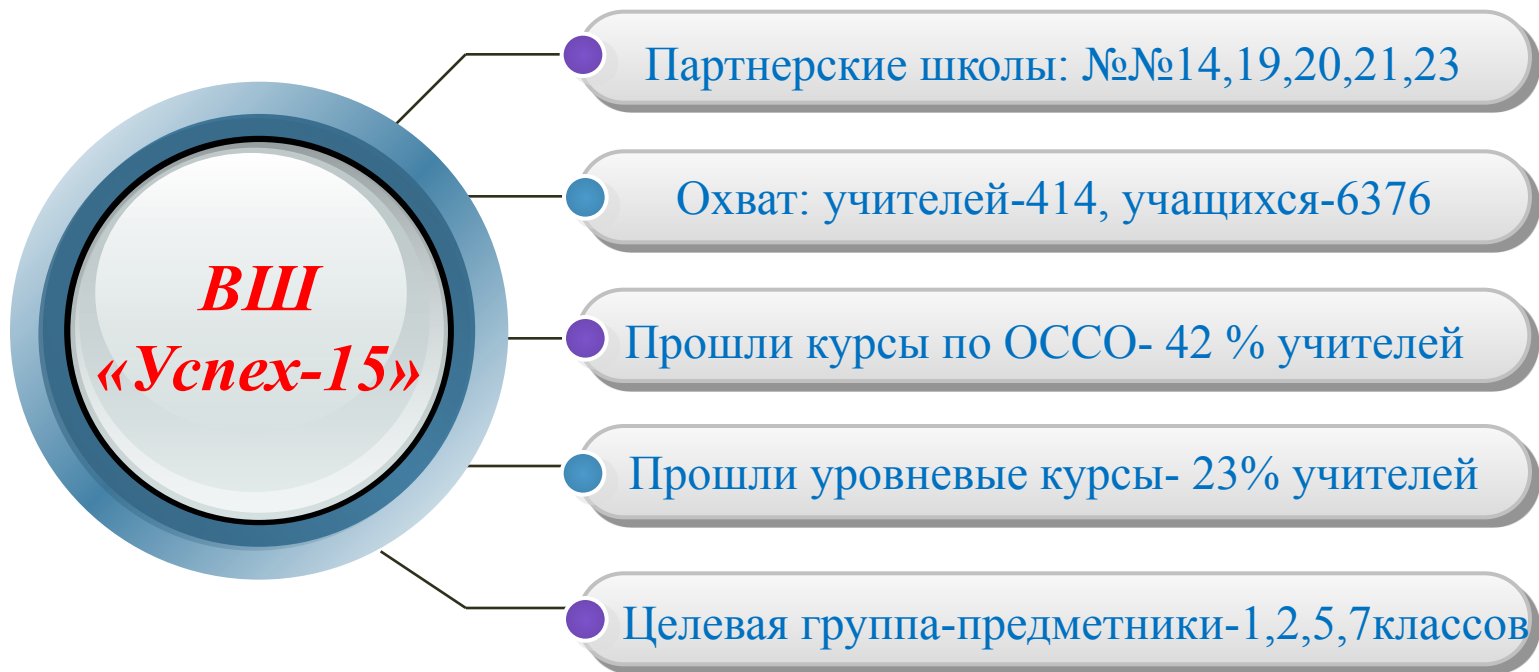 ВШ
«Успех-15»
Партнерские школы: №№14,19,20,21,23
Охват: учителей-414, учащихся-6376
Прошли курсы по ОССО- 42 % учителей
Прошли уровневые курсы- 23% учителей
Целевая группа-предметники-1,2,5,7классов